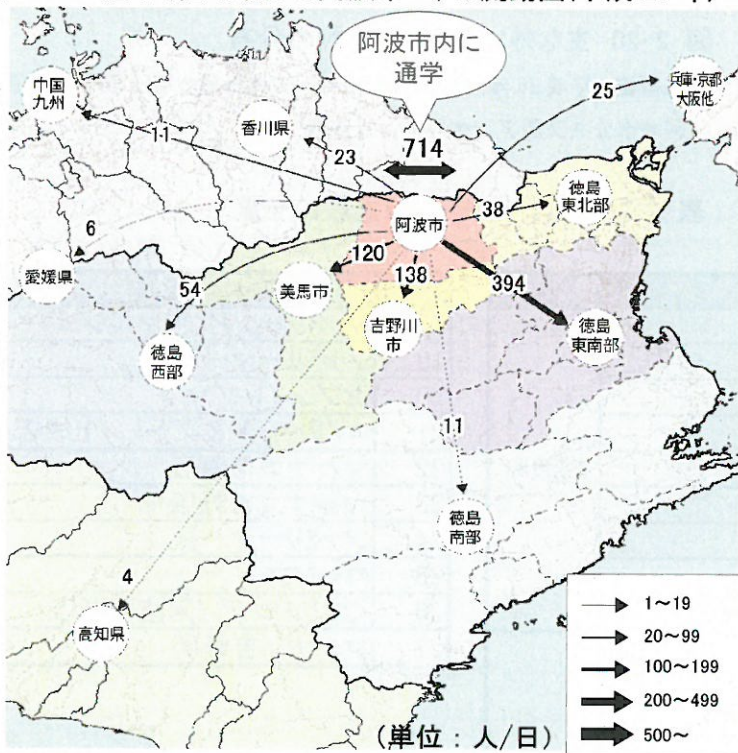 阿波市内に
通学
714
中国
九州
香川県
兵庫・京都
大阪他
25
11
23
38
徳島
東北部
阿波市
6
愛媛県
120
138
394
54
美馬市
吉野川
市
徳島
西部
徳島
東南部
11
徳島
南部
4
高知県
1～19
20～99
100～199
200～499
500～
(単位：人/日)